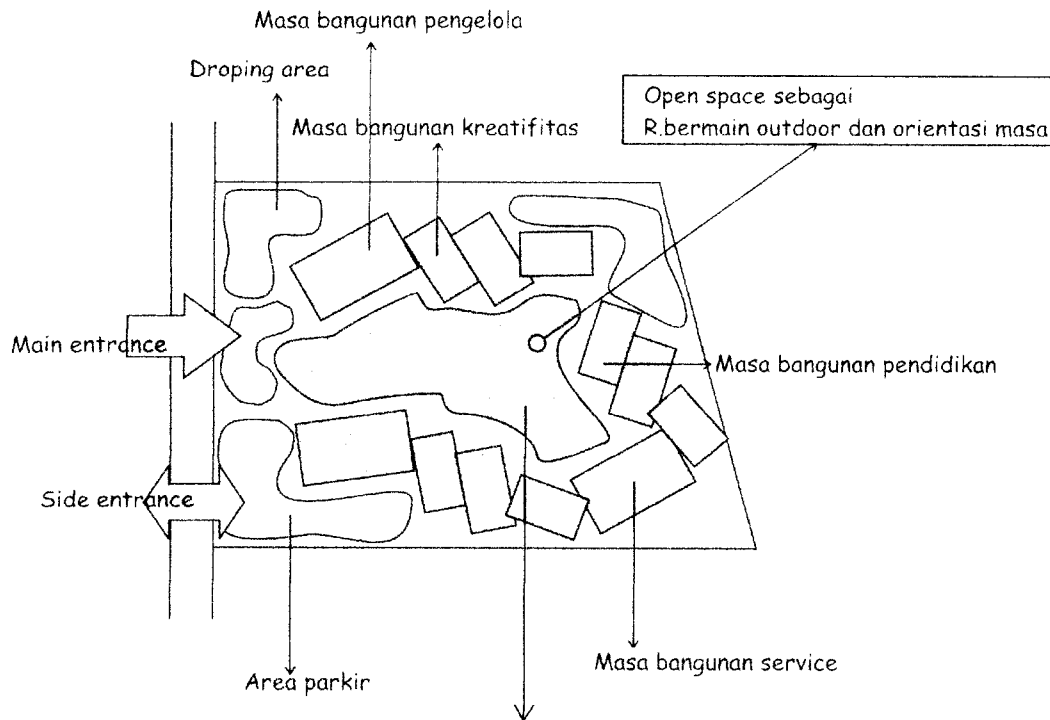 Masa bangunan pengelola
Droping area
Open space sebagai
R.bermain outdoor dan orientasi masa
Masa bangunan kreatifitas
Main entrance
Masa bangunan pendidikan
Side entrance
Masa bangunan service
Area parkir